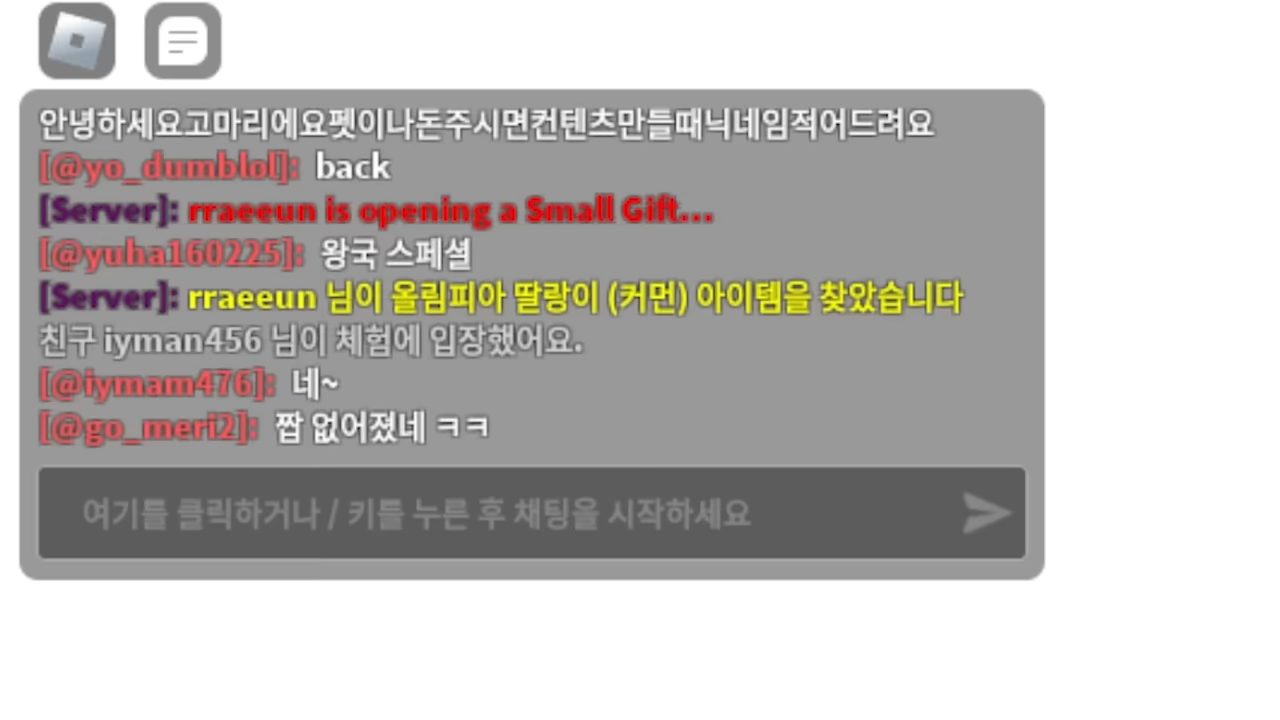 안녕하세요고마리에요펫이나돈주시면컨텐츠만들때닉네임적어드려요
[@yo_dumblol]: back
[Server]: rraeeun is opening a Small Gift...
[@yuha160225]: 왕국 스페셜
[Server]: rraeeun 님이 올림피아 딸랑이 (커먼) 아이템을 찾았습니다
친구 iyman456 님이 체험에 입장했어요.
[@iymam476]: 네~
[@go_meri2]: 짭 없어졌네 ㅋㅋ
여기를 클릭하거나 / 키를 누른 후 채팅을 시작하세요